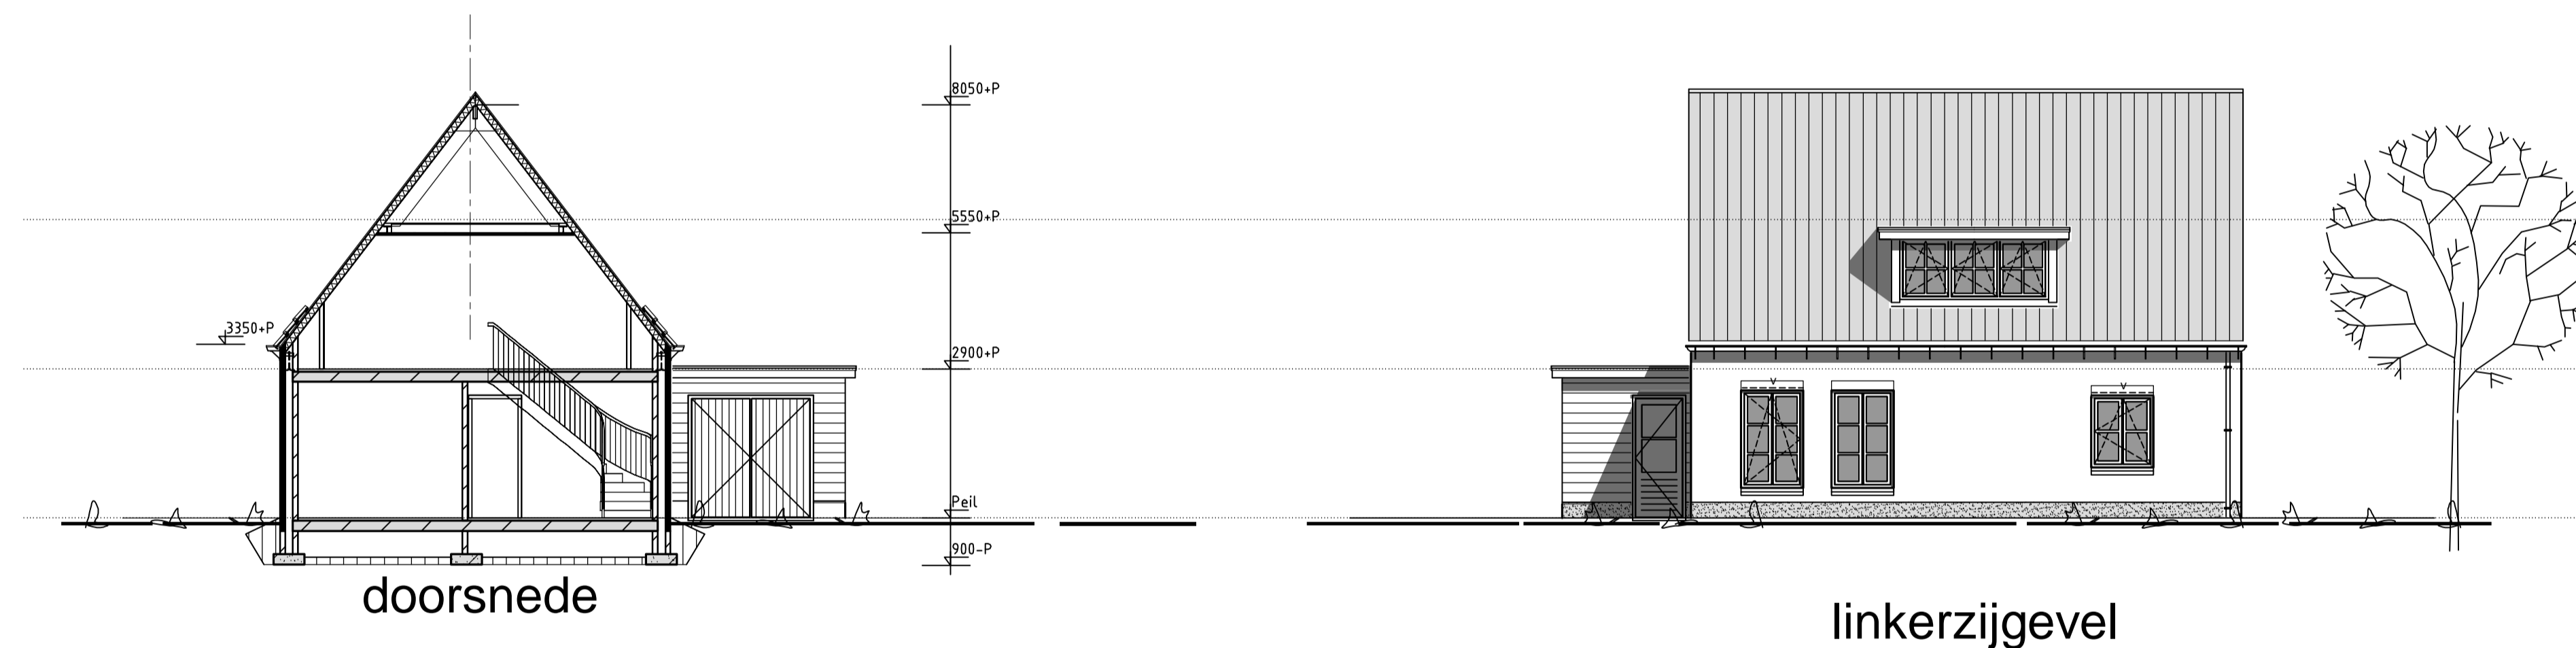 8050+P
5550+P
3350+P
2900+P
Peil
900-P
doorsnede
linkerzijgevel